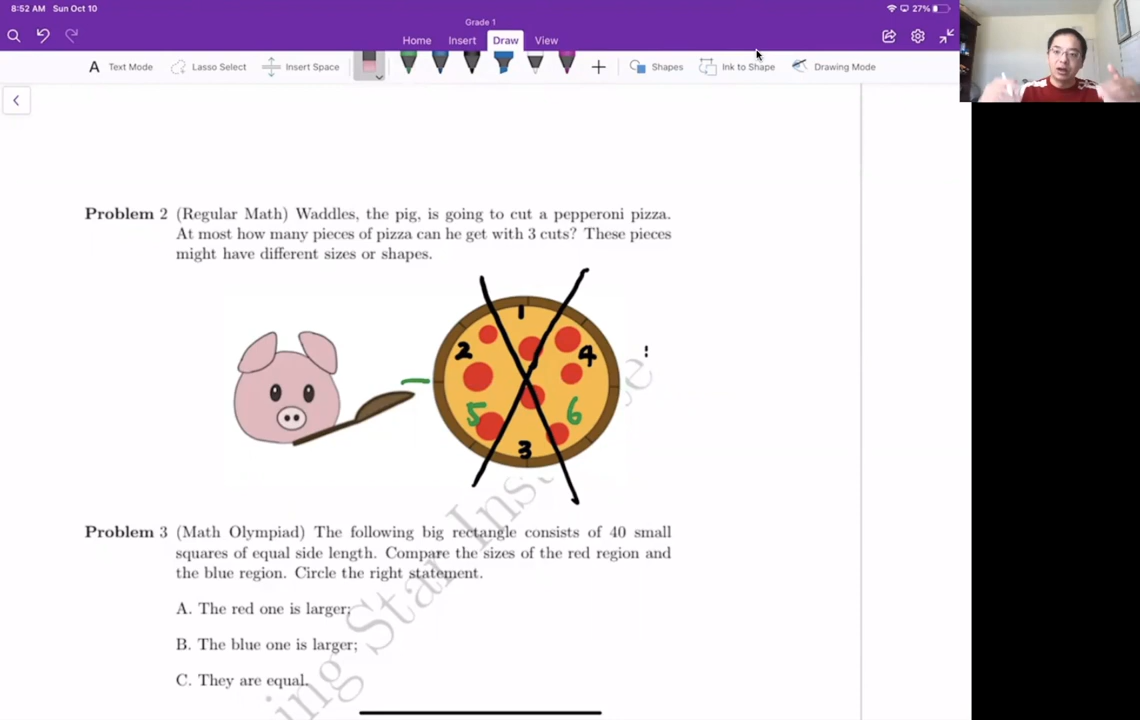 8:52 AM Sun Oct 10
27%
Grade 1
Home Insert Draw View
Text Mode Lasso Select Insert Space Shapes Ink to Shape Drawing Mode
Problem 2 (Regular Math) Waddles, the pig, is going to cut a pepperoni pizza.
At most how many pieces of pizza can he get with 3 cuts? These pieces
might have different sizes or shapes.
1
2 4
5 6
3
Problem 3 (Math Olympiad) The following big rectangle consists of 40 small
squares of equal side length. Compare the sizes of the red region and
the blue region. Circle the right statement.
A. The red one is larger;
B. The blue one is larger;
C. They are equal.